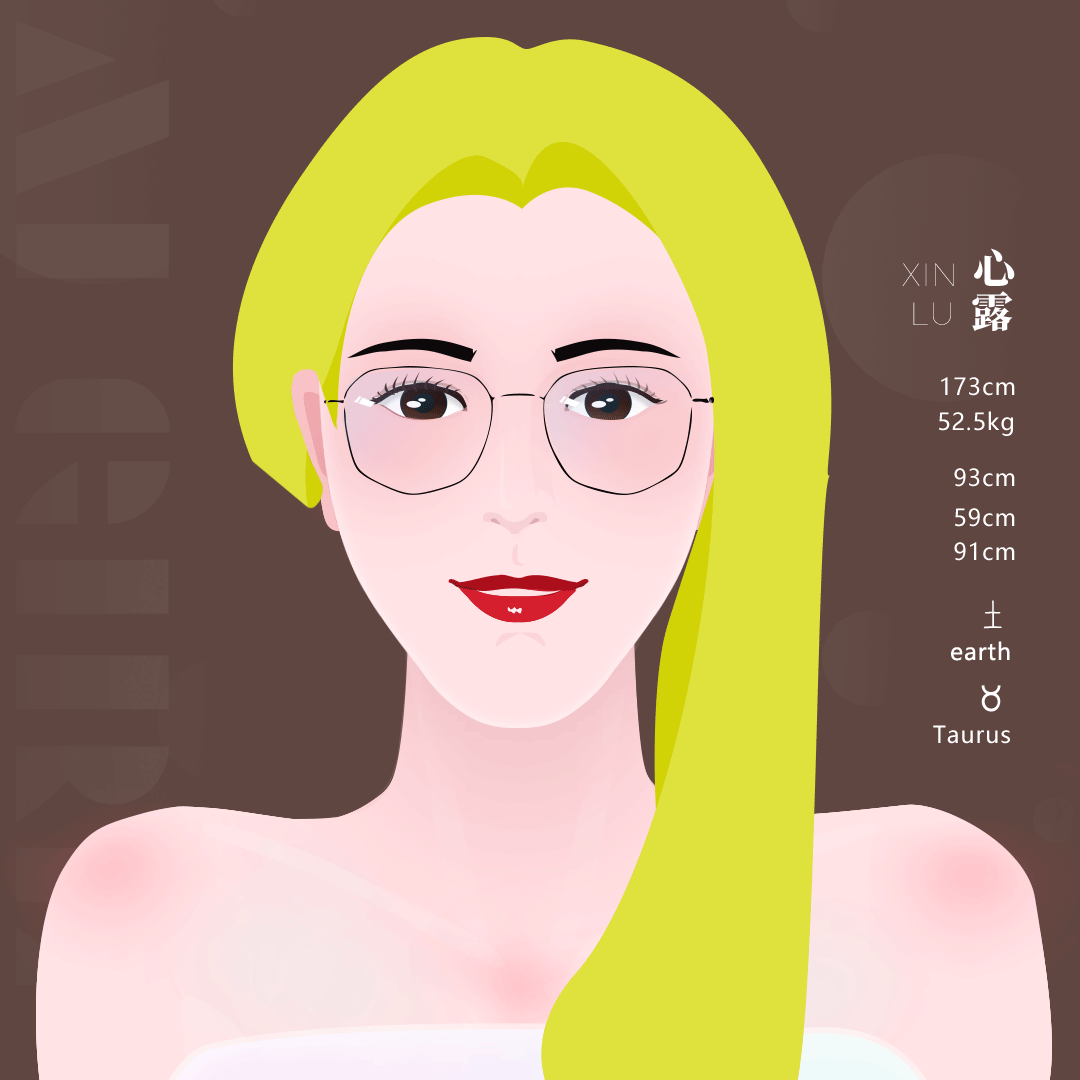 XIN 心
LU 露
173cm
52.5kg
93cm
59cm
91cm
土
earth
♉
Taurus